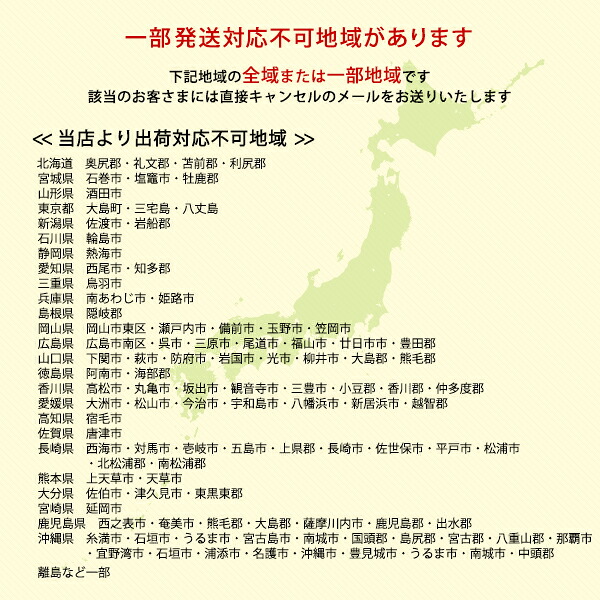 一部発送対応不可地域があります
下記地域の全域または一部地域です
該当のお客さまには直接キャンセルのメールをお送りいたします
≪ 当店より出荷対応不可地域 ≫
北海道 奥尻郡・礼文郡・苫前郡・利尻郡
宮城県 石巻市・塩竈市・牡鹿郡
山形県 酒田市
東京都 大島町・三宅島・八丈島
新潟県 佐渡市・岩船郡
石川県 輪島市
静岡県 熱海市
愛知県 西尾市・知多郡
三重県 鳥羽市
兵庫県 南あわじ市・姫路市
島根県 隠岐郡
岡山県 岡山市東区・瀬戸内市・備前市・玉野市・笠岡市
広島県 広島市南区・呉市・三原市・尾道市・福山市・廿日市市・豊田郡
山口県 下関市・萩市・防府市・岩国市・光市・柳井市・大島郡・熊毛郡
徳島県 阿南市・海部郡
香川県 高松市・丸亀市・坂出市・観音寺市・三豊市・小豆郡・香川郡・仲多度郡
愛媛県 大洲市・松山市・今治市・宇和島市・八幡浜市・新居浜市・越智郡
高知県 宿毛市
佐賀県 唐津市
長崎県 西海市・対馬市・壱岐市・五島市・上県郡・長崎市・佐世保市・平戸市・松浦市
・北松浦郡・南松浦郡
熊本県 上天草市・天草市
大分県 佐伯市・津久見市・東国東郡
宮崎県 延岡市
鹿児島県 西之表市・奄美市・熊毛郡・大島郡・薩摩川内市・鹿児島郡・出水郡
沖縄県 糸満市・石垣市・うるま市・宮古島市・南城市・国頭郡・島尻郡・宮古郡・八重山郡・那覇市
・宜野湾市・石垣市・浦添市・名護市・沖縄市・豊見城市・うるま市・南城市・中頭郡
離島など一部